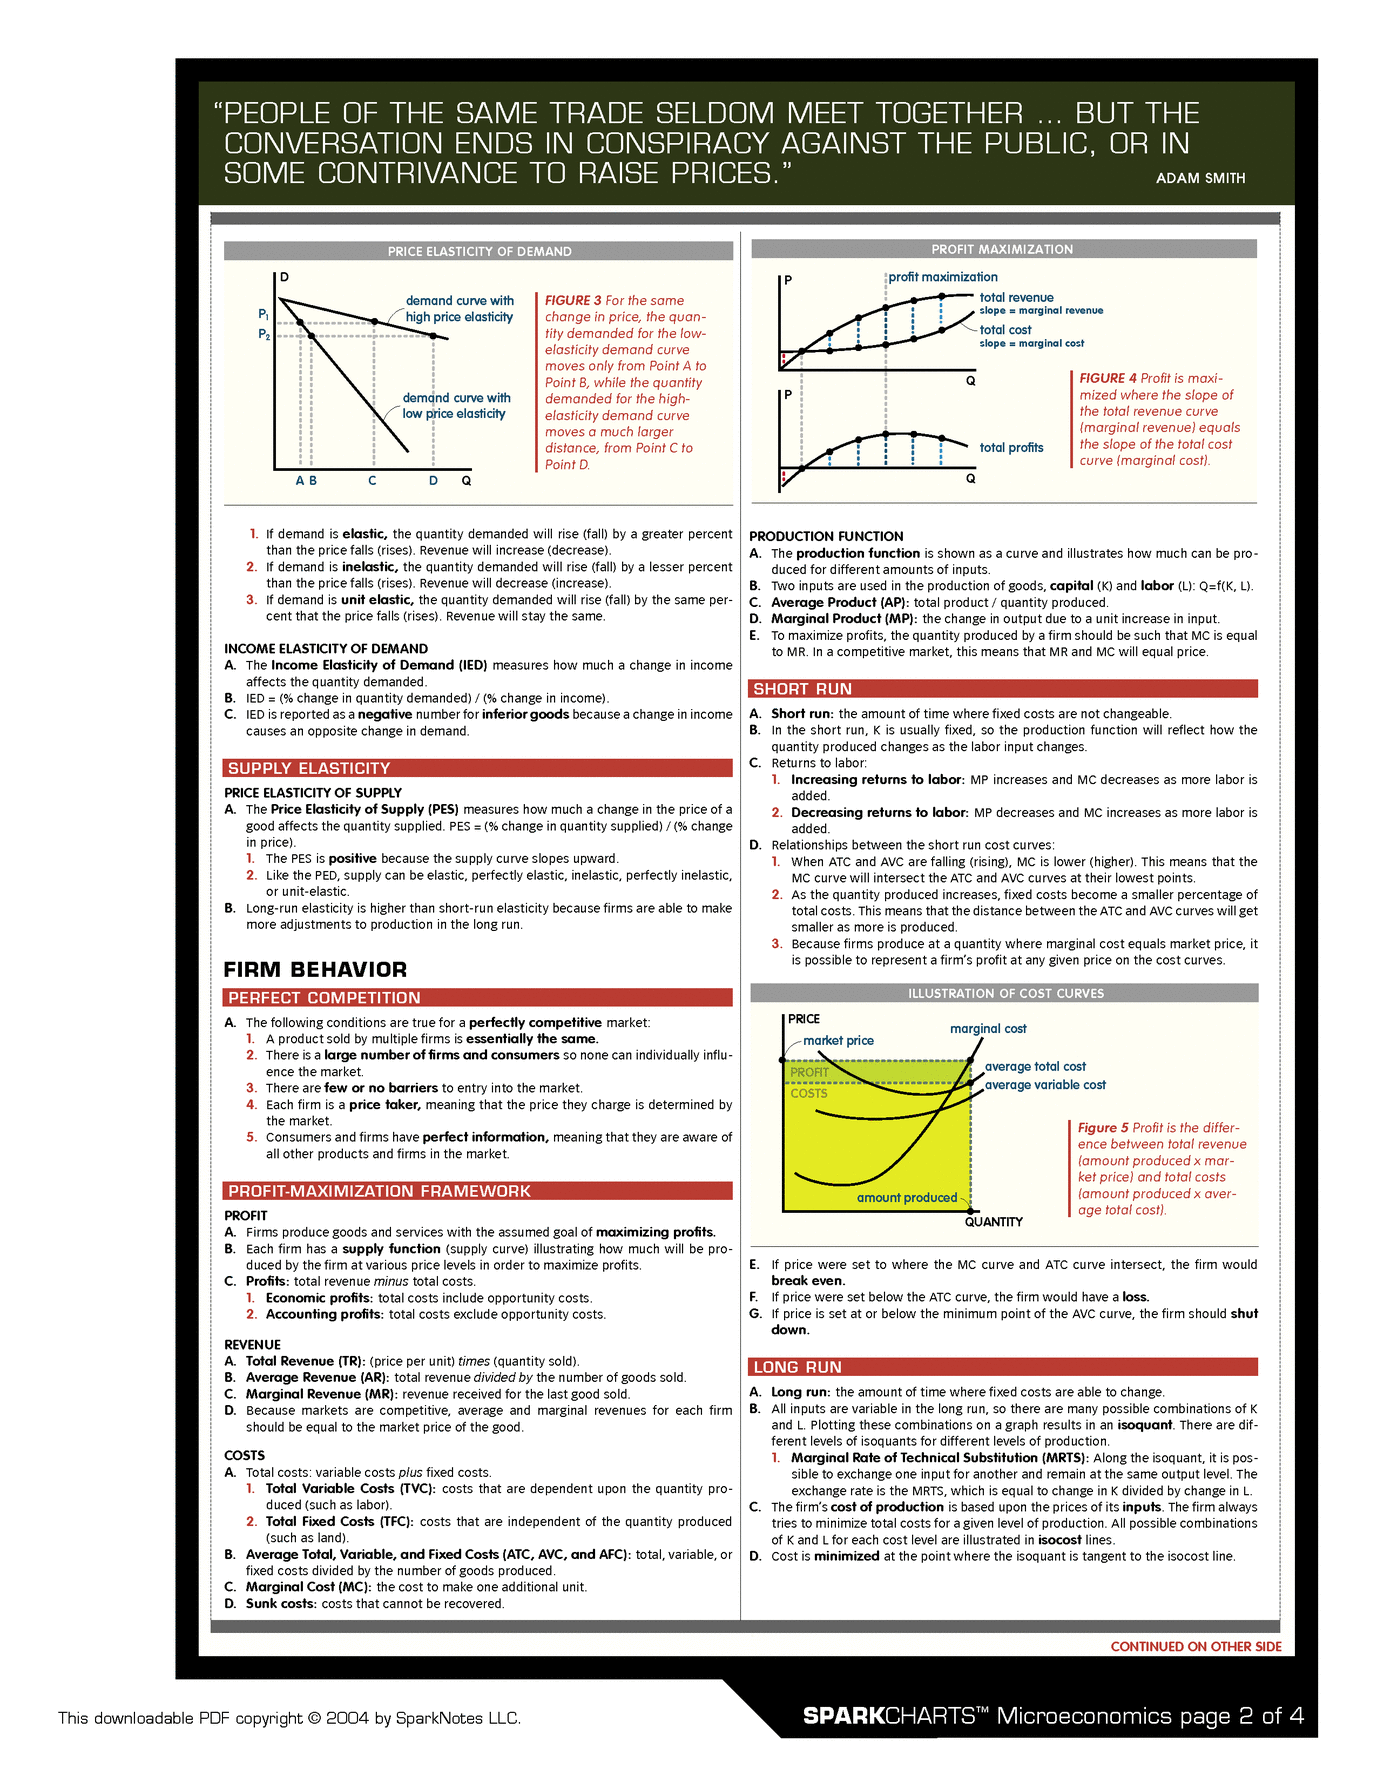 “PEOPLE OF THE SAME TRADE SELDOM MEET TOGETHER ... BUT THE
CONVERSATION ENDS IN CONSPIRACY AGAINST THE PUBLIC, OR IN
SOME CONTRIVANCE TO RAISE PRICES.”
ADAM SMITH
PRICE ELASTICITY OF DEMAND
D
P1
P2
demand curve with
high price elasticity
demand curve with
low price elasticity
A B C D Q
FIGURE 3 For the same
change in price, the quan-
tity demanded for the low-
elasticity demand curve
moves only from Point A to
Point B, while the quantity
demanded for the high-
elasticity demand curve
moves a much larger
distance, from Point C to
Point D.
1. If demand is elastic, the quantity demanded will rise (fall) by a greater percent
than the price falls (rises). Revenue will increase (decrease).
2. If demand is inelastic, the quantity demanded will rise (fall) by a lesser percent
than the price falls (rises). Revenue will decrease (increase).
3. If demand is unit elastic, the quantity demanded will rise (fall) by the same per-
cent that the price falls (rises). Revenue will stay the same.
INCOME ELASTICITY OF DEMAND
A. The Income Elasticity of Demand (IED) measures how much a change in income
affects the quantity demanded.
B. IED = (% change in quantity demanded) / (% change in income).
C. IED is reported as a negative number for inferior goods because a change in income
causes an opposite change in demand.
SUPPLY ELASTICITY
PRICE ELASTICITY OF SUPPLY
A. The Price Elasticity of Supply (PES) measures how much a change in the price of a
good affects the quantity supplied. PES = (% change in quantity supplied) / (% change
in price).
1. The PES is positive because the supply curve slopes upward.
2. Like the PED, supply can be elastic, perfectly elastic, inelastic, perfectly inelastic,
or unit-elastic.
B. Long-run elasticity is higher than short-run elasticity because firms are able to make
more adjustments to production in the long run.
FIRM BEHAVIOR
PERFECT COMPETITION
A. The following conditions are true for a perfectly competitive market:
1. A product sold by multiple firms is essentially the same.
2. There is a large number of firms and consumers so none can individually influ-
ence the market.
3. There are few or no barriers to entry into the market.
4. Each firm is a price taker, meaning that the price they charge is determined by
the market.
5. Consumers and firms have perfect information, meaning that they are aware of
all other products and firms in the market.
PROFIT-MAXIMIZATION FRAMEWORK
PROFIT
A. Firms produce goods and services with the assumed goal of maximizing profits.
B. Each firm has a supply function (supply curve) illustrating how much will be pro-
duced by the firm at various price levels in order to maximize profits.
C. Profits: total revenue minus total costs.
1. Economic profits: total costs include opportunity costs.
2. Accounting profits: total costs exclude opportunity costs.
REVENUE
A. Total Revenue (TR): (price per unit) times (quantity sold).
B. Average Revenue (AR): total revenue divided by the number of goods sold.
C. Marginal Revenue (MR): revenue received for the last good sold.
D. Because markets are competitive, average and marginal revenues for each firm
should be equal to the market price of the good.
COSTS
A. Total costs: variable costs plus fixed costs.
1. Total Variable Costs (TVC): costs that are dependent upon the quantity pro-
duced (such as labor).
2. Total Fixed Costs (TFC): costs that are independent of the quantity produced
(such as land).
B. Average Total, Variable, and Fixed Costs (ATC, AVC, and AFC): total, variable, or
fixed costs divided by the number of goods produced.
C. Marginal Cost (MC): the cost to make one additional unit.
D. Sunk costs: costs that cannot be recovered.
PROFIT MAXIMIZATION
P
profit maximization
total revenue
slope = marginal revenue
total cost
slope = marginal cost
Q
P
total profits
Q
FIGURE 4 Profit is maxi-
mized where the slope of
the total revenue curve
(marginal revenue) equals
the slope of the total cost
curve (marginal cost).
PRODUCTION FUNCTION
A. The production function is shown as a curve and illustrates how much can be pro-
duced for different amounts of inputs.
B. Two inputs are used in the production of goods, capital (K) and labor (L): Q=f(K, L).
C. Average Product (AP): total product / quantity produced.
D. Marginal Product (MP): the change in output due to a unit increase in input.
E. To maximize profits, the quantity produced by a firm should be such that MC is equal
to MR. In a competitive market, this means that MR and MC will equal price.
SHORT RUN
A. Short run: the amount of time where fixed costs are not changeable.
B. In the short run, K is usually fixed, so the production function will reflect how the
quantity produced changes as the labor input changes.
C. Returns to labor:
1. Increasing returns to labor: MP increases and MC decreases as more labor is
added.
2. Decreasing returns to labor: MP decreases and MC increases as more labor is
added.
D. Relationships between the short run cost curves:
1. When ATC and AVC are falling (rising), MC is lower (higher). This means that the
MC curve will intersect the ATC and AVC curves at their lowest points.
2. As the quantity produced increases, fixed costs become a smaller percentage of
total costs. This means that the distance between the ATC and AVC curves will get
smaller as more is produced.
3. Because firms produce at a quantity where marginal cost equals market price, it
is possible to represent a firm’s profit at any given price on the cost curves.
ILLUSTRATION OF COST CURVES
PRICE
market price
marginal cost
PROFIT
average total cost
COSTS
average variable cost
amount produced
QUANTITY
Figure 5 Profit is the differ-
ence between total revenue
(amount produced x mar-
ket price) and total costs
(amount produced x aver-
age total cost).
E. If price were set to where the MC curve and ATC curve intersect, the firm would
break even.
F. If price were set below the ATC curve, the firm would have a loss.
G. If price is set at or below the minimum point of the AVC curve, the firm should shut
down.
LONG RUN
A. Long run: the amount of time where fixed costs are able to change.
B. All inputs are variable in the long run, so there are many possible combinations of K
and L. Plotting these combinations on a graph results in an isoquant. There are dif-
ferent levels of isoquants for different levels of production.
1. Marginal Rate of Technical Substitution (MRTS): Along the isoquant, it is pos-
sible to exchange one input for another and remain at the same output level. The
exchange rate is the MRTS, which is equal to change in K divided by change in L.
C. The firm’s cost of production is based upon the prices of its inputs. The firm always
tries to minimize total costs for a given level of production. All possible combinations
of K and L for each cost level are illustrated in isocost lines.
D. Cost is minimized at the point where the isoquant is tangent to the isocost line.
CONTINUED ON OTHER SIDE
This downloadable PDF copyright © 2004 by SparkNotes LLC.
SPARKCHARTS™ Microeconomics page 2 of 4